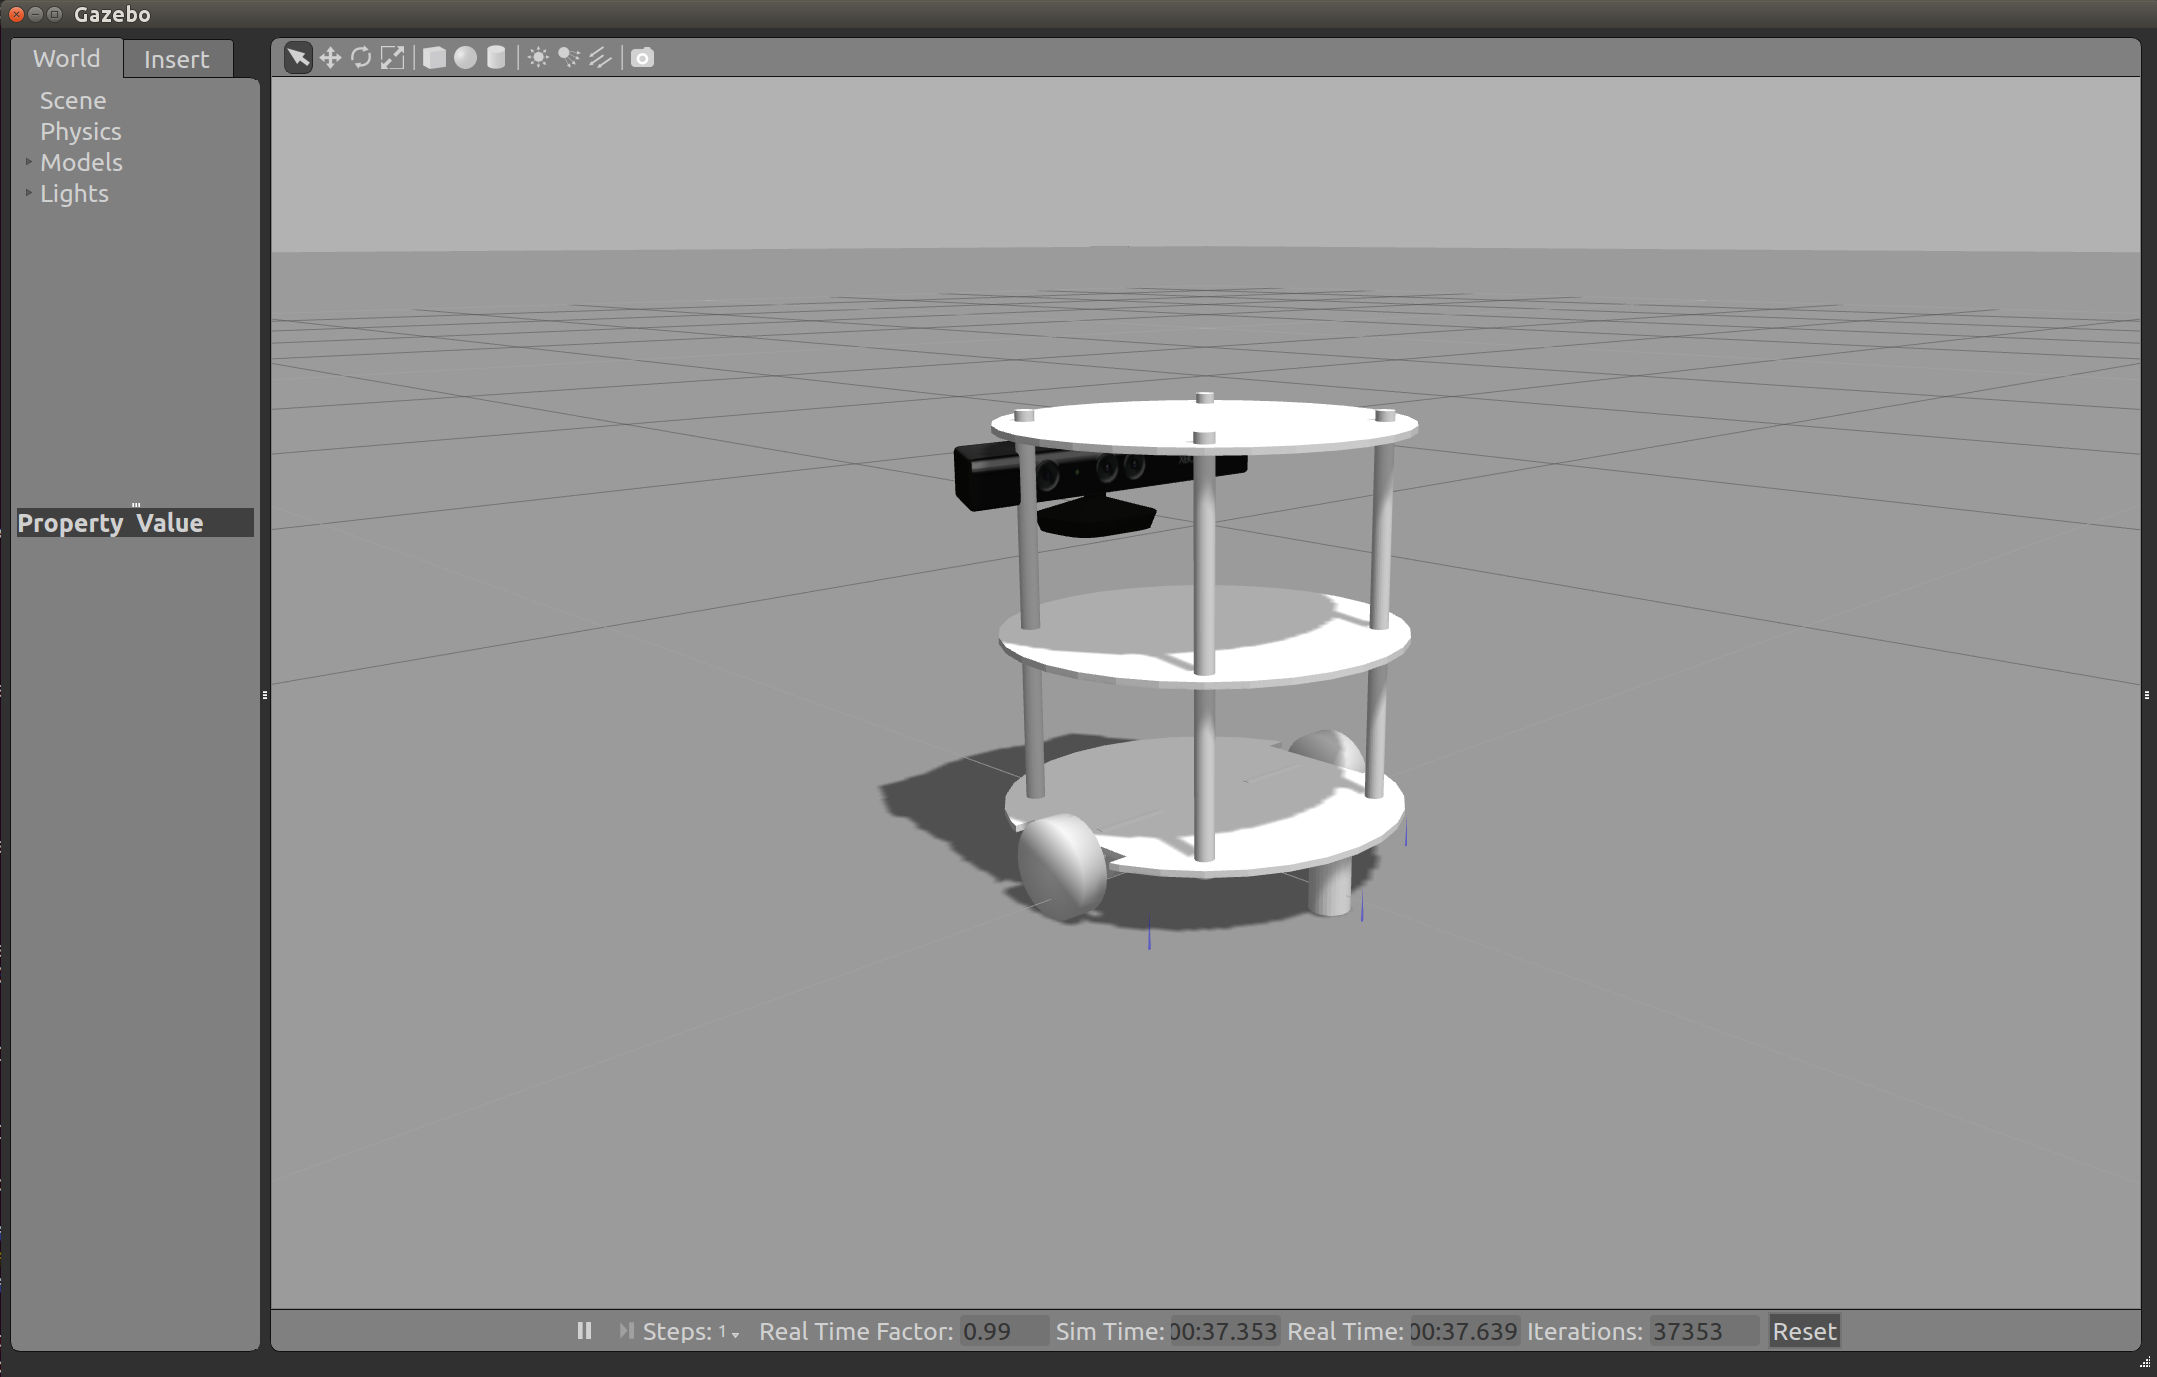 Gazebo
World Insert
Scene
Physics
Models
Lights
Property Value
Steps: 1 Real Time Factor: 0.99 Sim Time: 00:37.353 Real Time: 00:37.639 Iterations: 37353 Reset